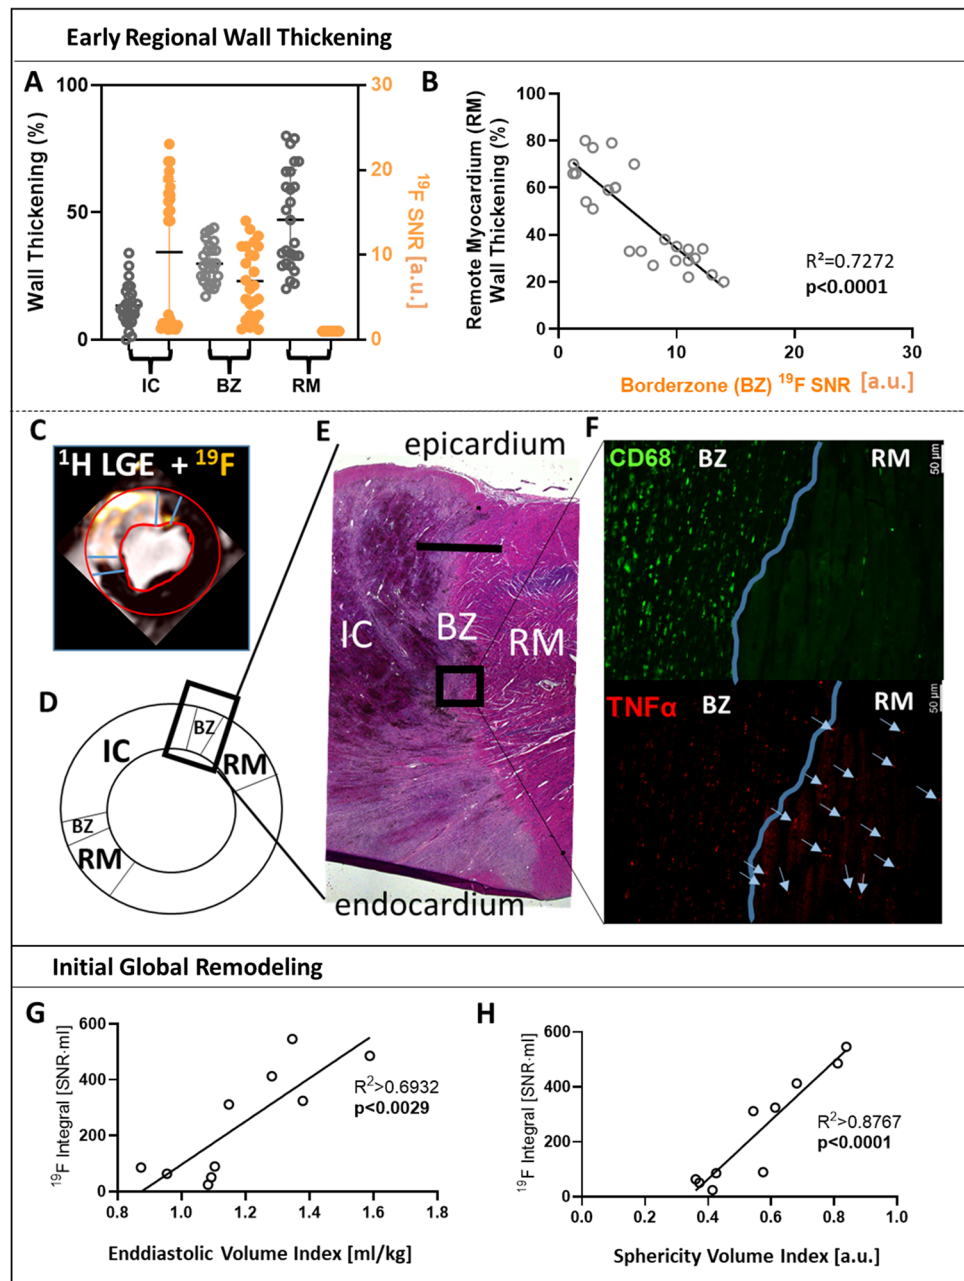 Early Regional Wall Thickening
A
100
50
0
Wall Thickening (%)
30
20
10
0
¹⁹F SNR [a.u.]
IC
BZ
RM
B
100
80
60
40
20
0
Remote Myocardium (RM)
Wall Thickening (%)
R²=0.7272
p<0.0001
0
10
20
30
Borderzone (BZ) ¹⁹F SNR [a.u.]
C
¹H LGE + ¹⁹F
D
IC
BZ
RM
BZ
RM
E
epicardium
IC
BZ
RM
endocardium
F
CD68
BZ
RM
50 µm
TNFα
BZ
RM
50 µm
Initial Global Remodeling
G
600
400
200
0
¹⁹F Integral [SNR·ml]
R²>0.6932
p<0.0029
0.8
1.0
1.2
1.4
1.6
1.8
Enddiastolic Volume Index [ml/kg]
H
600
400
200
0
¹⁹F Integral [SNR·ml]
R²>0.8767
p<0.0001
0.0
0.2
0.4
0.6
0.8
1.0
Sphericity Volume Index [a.u.]